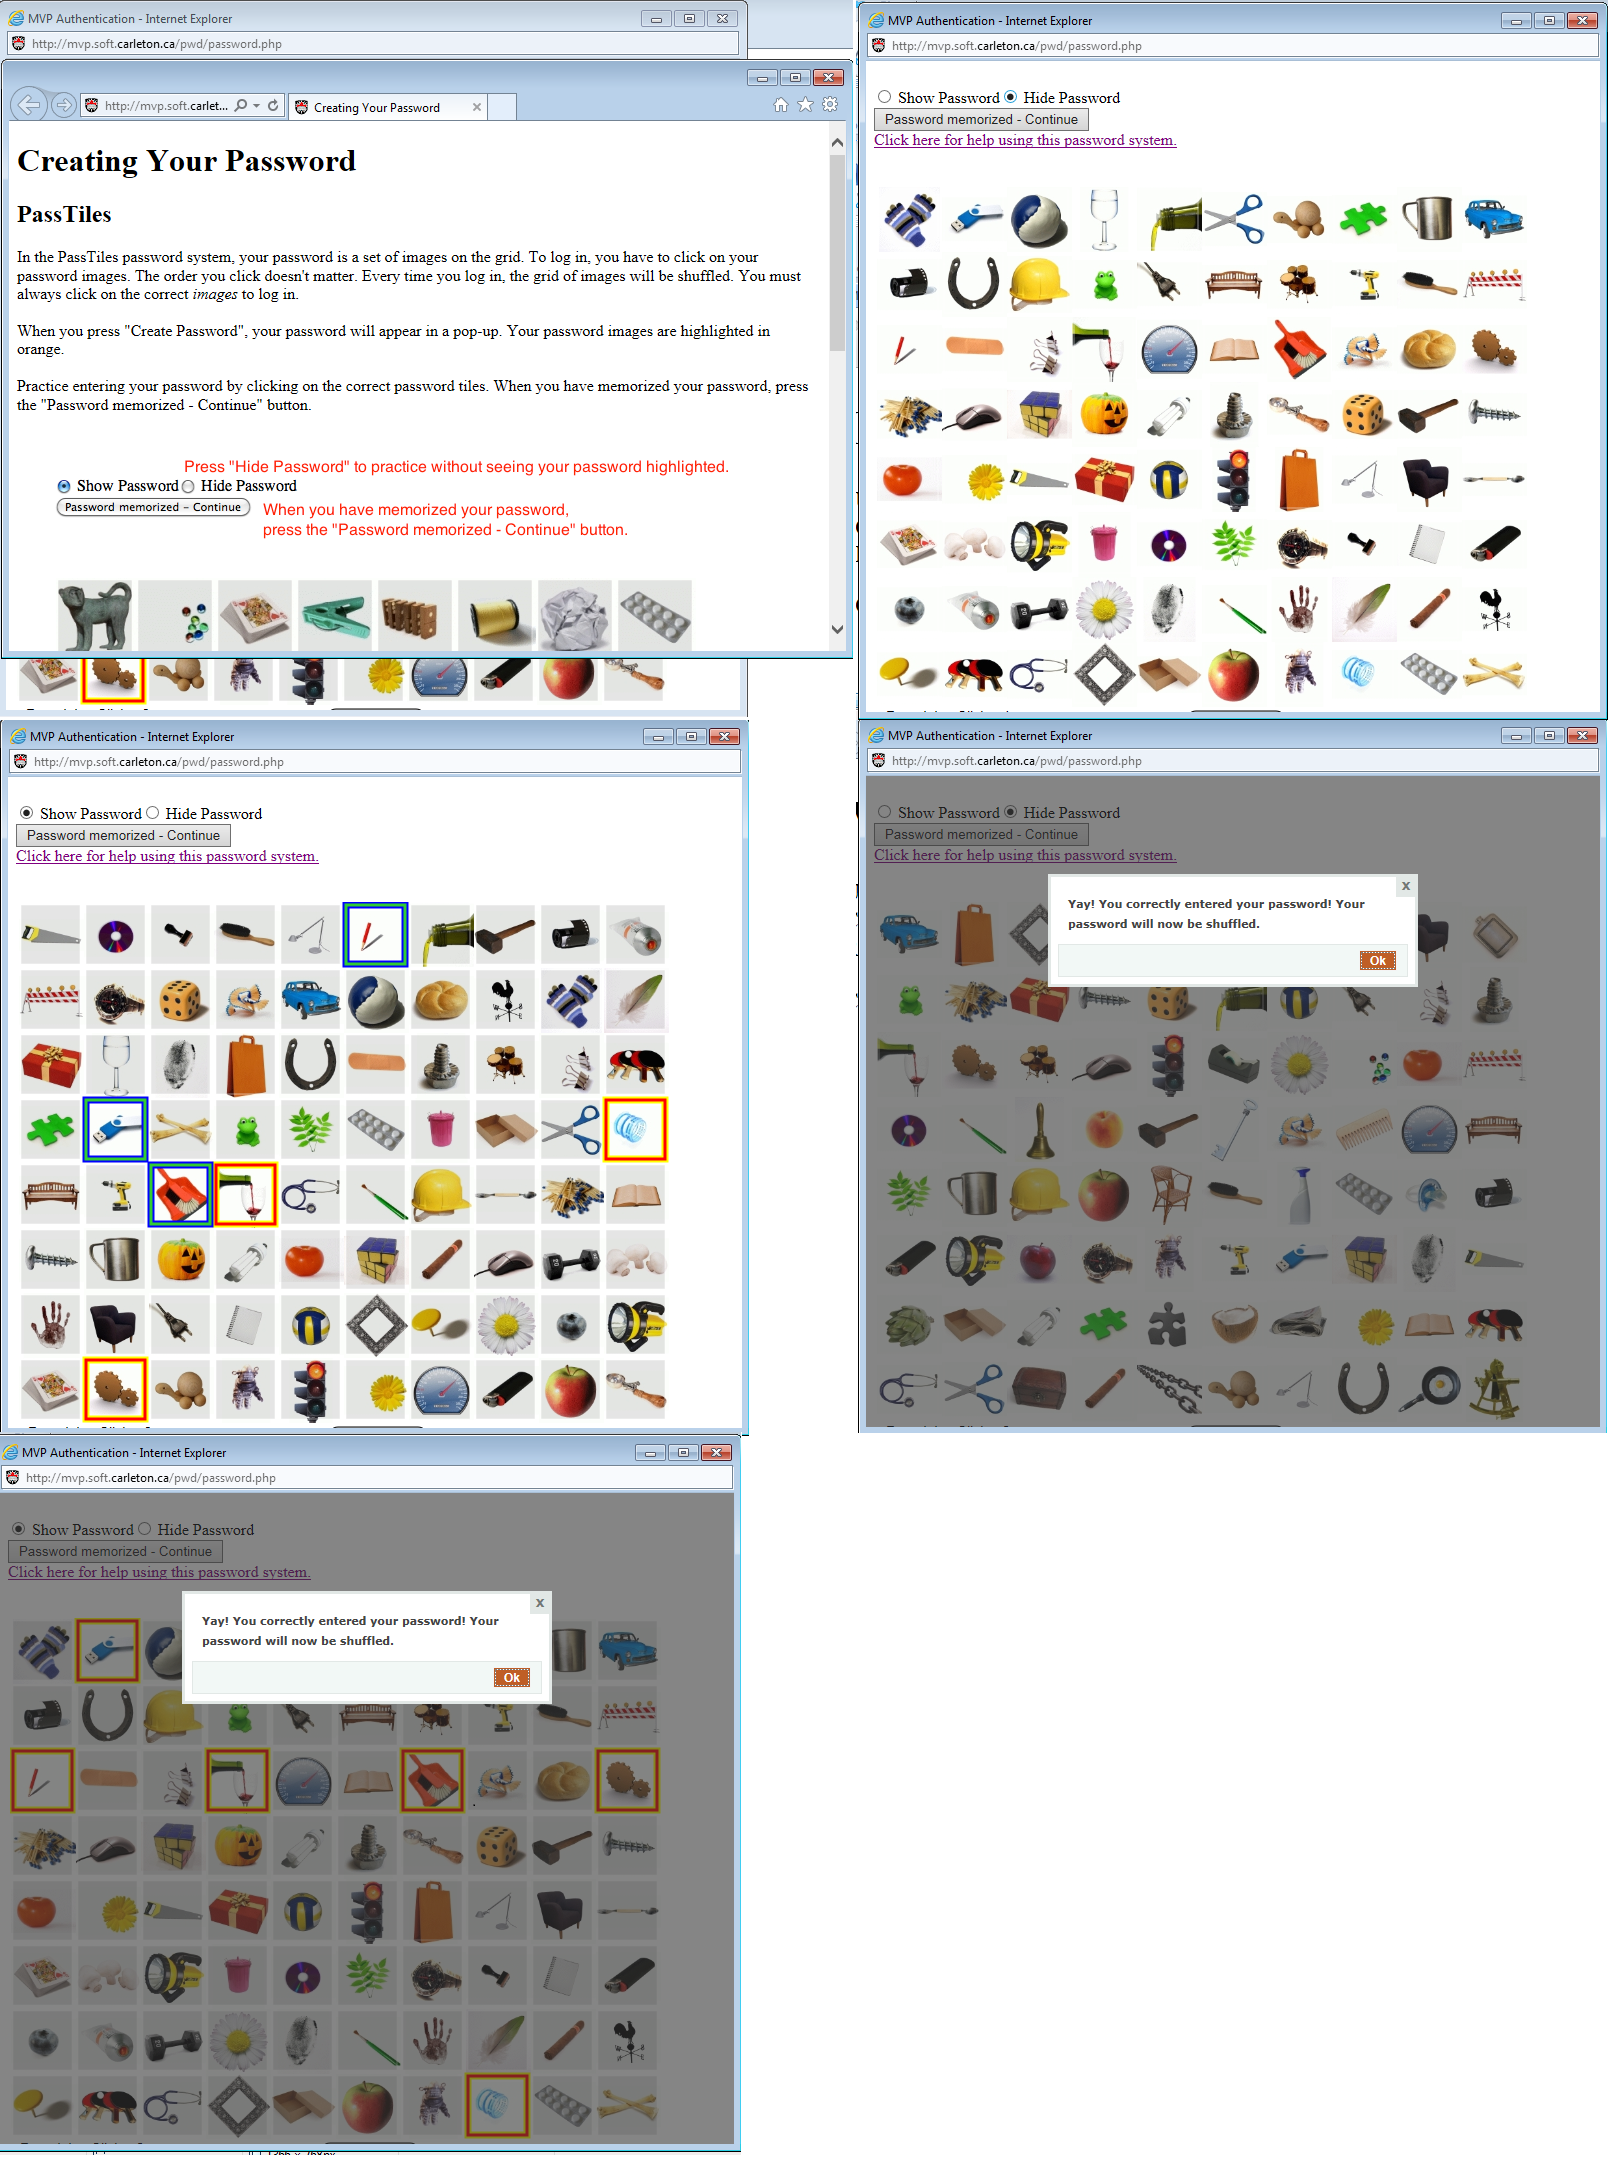 MVP Authentication - Internet Explorer
http://mvp.soft.carleton.ca/pwd/password.php
http://mvp.soft.carlet...
Creating Your Password
Creating Your Password
PassTiles
In the PassTiles password system, your password is a set of images on the grid. To log in, you have to click on your
password images. The order you click doesn't matter. Every time you log in, the grid of images will be shuffled. You must
always click on the correct images to log in.
When you press "Create Password", your password will appear in a pop-up. Your password images are highlighted in
orange.
Practice entering your password by clicking on the correct password tiles. When you have memorized your password, press
the "Password memorized - Continue" button.
Press "Hide Password" to practice without seeing your password highlighted.
Show Password Hide Password
Password memorized - Continue
When you have memorized your password,
press the "Password memorized - Continue" button.
MVP Authentication - Internet Explorer
http://mvp.soft.carleton.ca/pwd/password.php
Show Password Hide Password
Password memorized - Continue
Click here for help using this password system.
MVP Authentication - Internet Explorer
http://mvp.soft.carleton.ca/pwd/password.php
Show Password Hide Password
Password memorized - Continue
Click here for help using this password system.
MVP Authentication - Internet Explorer
http://mvp.soft.carleton.ca/pwd/password.php
Show Password Hide Password
Password memorized - Continue
Click here for help using this password system.
x
Yay! You correctly entered your password! Your
password will now be shuffled.
Ok
MVP Authentication - Internet Explorer
http://mvp.soft.carleton.ca/pwd/password.php
Show Password Hide Password
Password memorized - Continue
Click here for help using this password system.
x
Yay! You correctly entered your password! Your
password will now be shuffled.
Ok